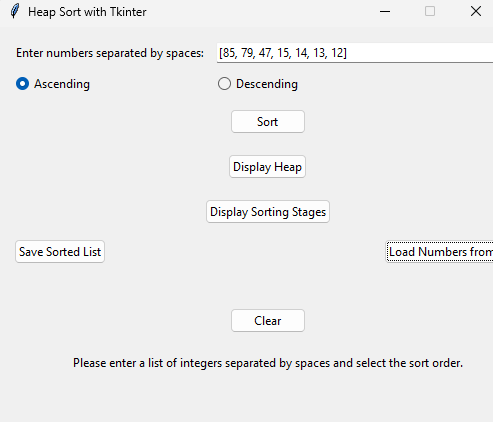 Heap Sort with Tkinter
Enter numbers separated by spaces: [85, 79, 47, 15, 14, 13, 12]
Ascending Descending
Sort
Display Heap
Display Sorting Stages
Save Sorted List Load Numbers from
Clear
Please enter a list of integers separated by spaces and select the sort order.